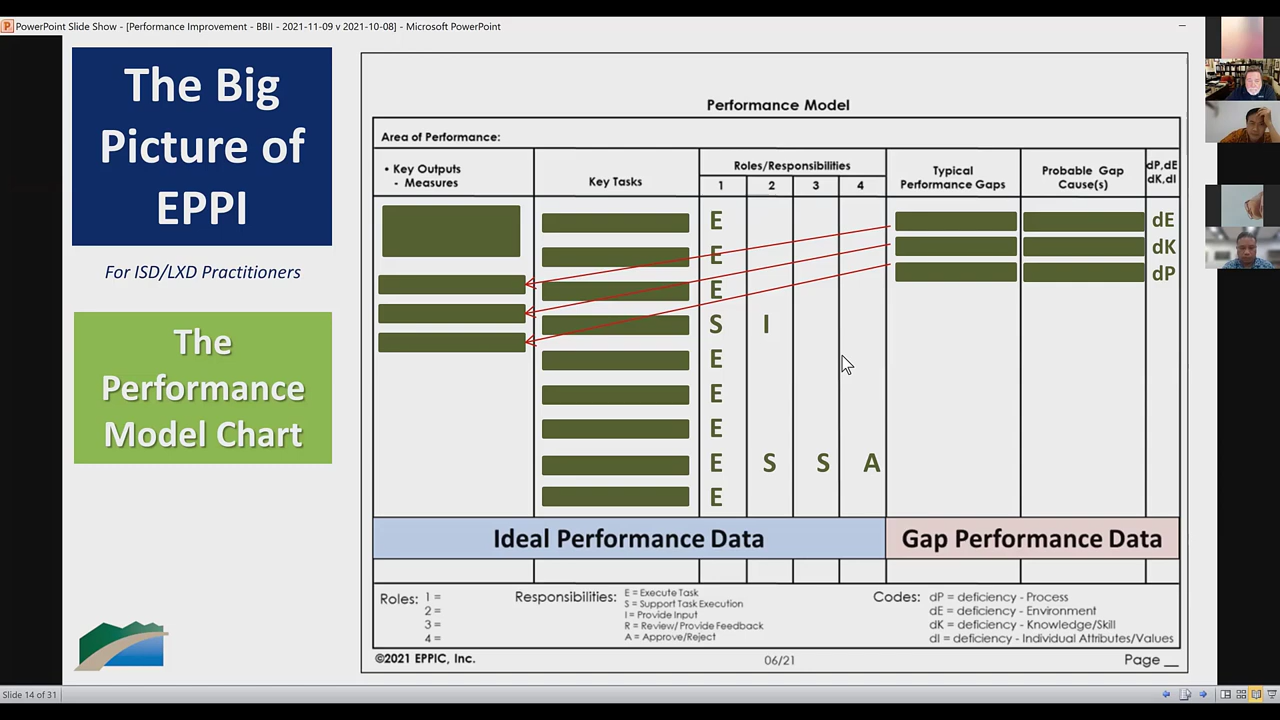 PowerPoint Slide Show - [Performance Improvement - BBII - 2021-11-09 v 2021-10-08] - Microsoft PowerPoint
The Big
Picture of
EPPI
For ISD/LXD Practitioners
The
Performance
Model Chart
Performance Model
Area of Performance:
• Key Outputs
- Measures
Key Tasks
Roles/Responsibilities
1 2 3 4
Typical
Performance Gaps
Probable Gap
Cause(s)
dP,dE
dK,dI
E
E
E
S I
E
E
E
E S S A
E
dE
dK
dP
Ideal Performance Data
Gap Performance Data
Roles: 1 =
2 =
3 =
4 =
Responsibilities: E = Execute Task
S = Support Task Execution
I = Provide Input
R = Review/ Provide Feedback
A = Approve/Reject
Codes: dP = deficiency - Process
dE = deficiency - Environment
dK = deficiency - Knowledge/Skill
dI = deficiency - Individual Attributes/Values
©2021 EPPIC, Inc.
06/21
Page __
Slide 14 of 31